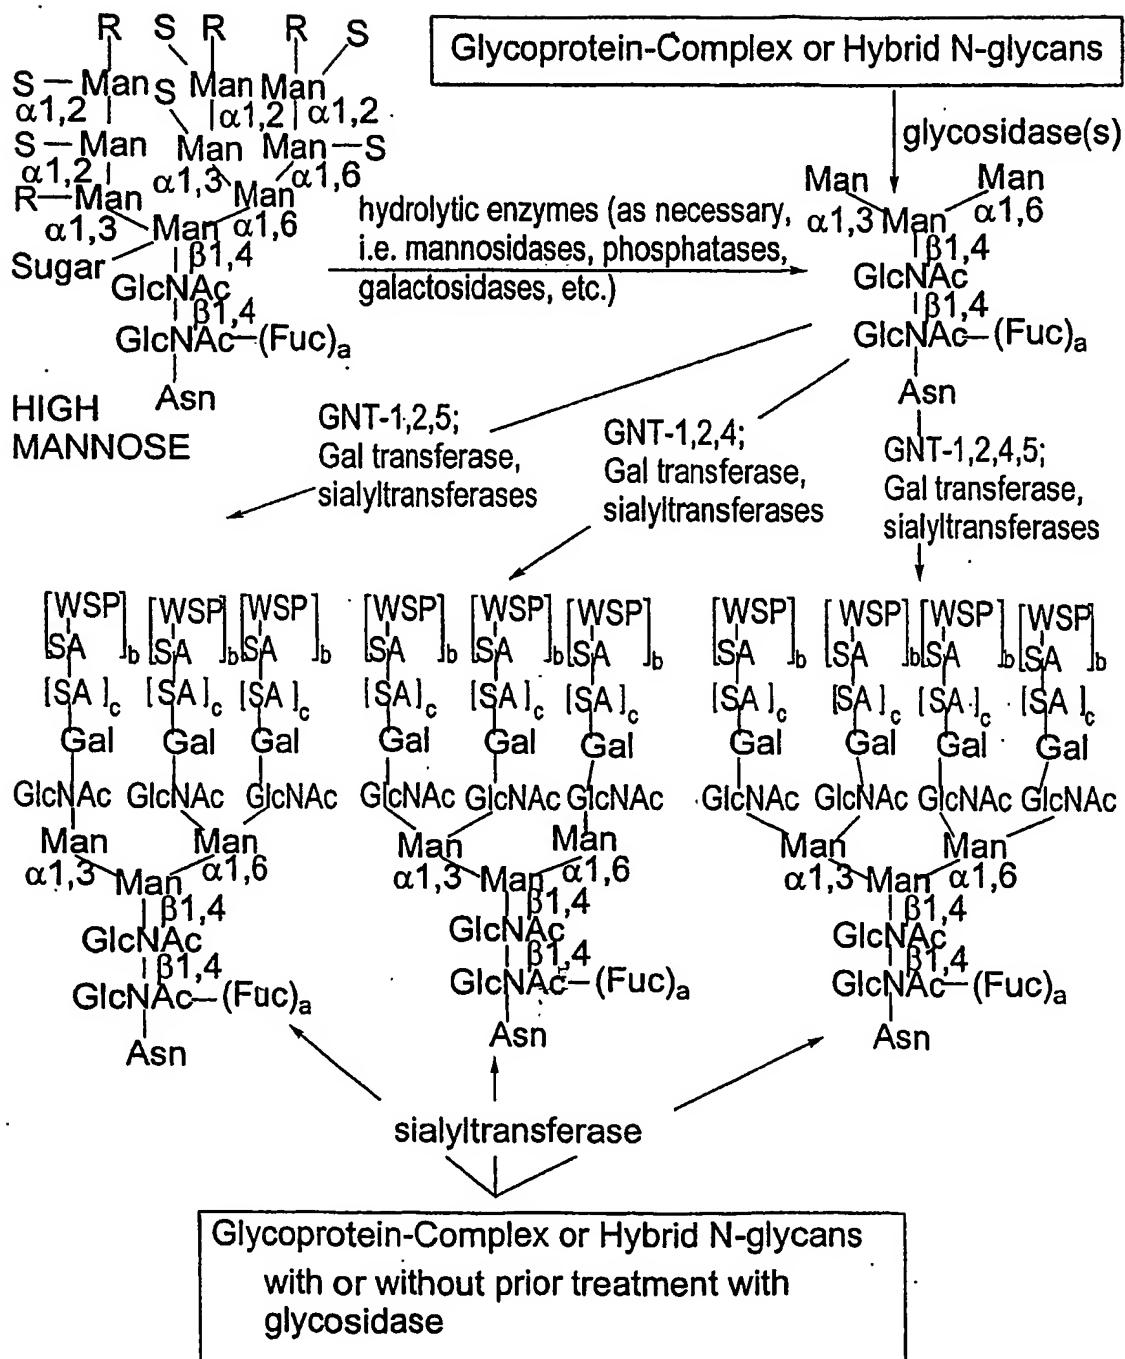 R S R R S
Glycoprotein-Complex or Hybrid N-glycans
S—Man S Man Man
α1,2 α1,2 α1,2
glycosidase(s)
S—Man Man Man—S
α1,2 α1,3 α1,6
R—Man Man
α1,3 Man α1,6
Sugar β1,4
GlcNAc
β1,4
GlcNAc—(Fuc)a
Asn
HIGH
MANNOSE
hydrolytic enzymes (as necessary,
i.e. mannosidases, phosphatases,
galactosidases, etc.)
Man Man
α1,3 Man α1,6
β1,4
GlcNAc
β1,4
GlcNAc—(Fuc)a
Asn
GNT-1,2,5;
Gal transferase,
sialyltransferases
GNT-1,2,4;
Gal transferase,
sialyltransferases
GNT-1,2,4,5;
Gal transferase,
sialyltransferases
[WSP [WSP] [WSP] [WSP] [WSP] [WSP] [WSP] [WSP] [WSP] [WSP]
[SA ]b [SA ]b [SA ]b [SA ]b [SA ]b [SA ]b [SA ]b [SA ]b [SA ]b [SA ]b
[SA]c [SA]c [SA]c [SA]c [SA]c [SA]c [SA]c [SA]c [SA]c [SA]c
Gal Gal Gal Gal Gal Gal Gal Gal Gal Gal
GlcNAc GlcNAc GlcNAc GlcNAc GlcNAc GlcNAc GlcNAc GlcNAc GlcNAc GlcNAc
Man Man Man Man Man Man
α1,3 Man α1,6 α1,3 Man α1,6 α1,3 Man α1,6
β1,4 β1,4 β1,4
GlcNAc GlcNAc GlcNAc
β1,4 β1,4 β1,4
GlcNAc—(Fuc)a GlcNAc—(Fuc)a GlcNAc—(Fuc)a
Asn Asn Asn
sialyltransferase
Glycoprotein-Complex or Hybrid N-glycans
with or without prior treatment with
glycosidase